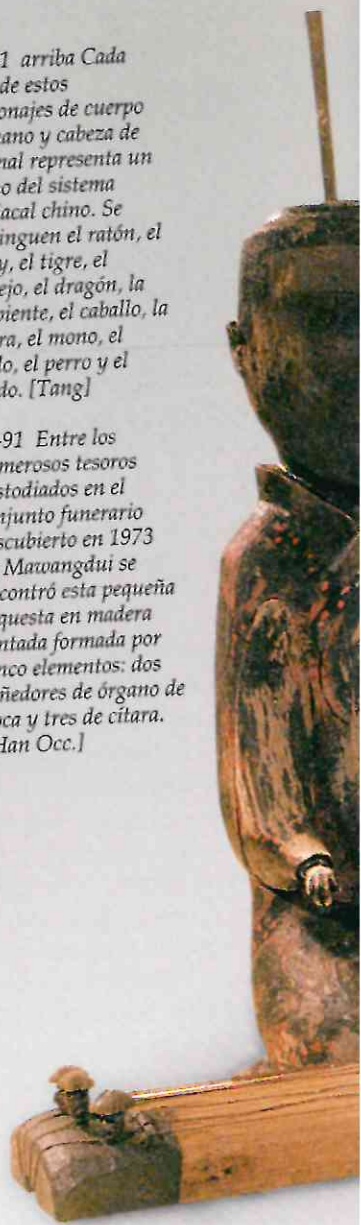 1 arriba Cada
de estos
onajes de cuerpo
ano y cabeza de
nal representa un
o del sistema
acal chino. Se
inguen el ratón, el
y, el tigre, el
ejo, el dragón, la
iente, el caballo, la
ra, el mono, el
lo, el perro y el
do. [Tang]
-91 Entre los
merosos tesoros
stodiados en el
njunto funerario
scubierto en 1973
Mawangdui se
contró esta pequeña
questa en madera
ntada formada por
nco elementos: dos
ñedores de órgano de
oca y tres de cítara.
Han Occ.]